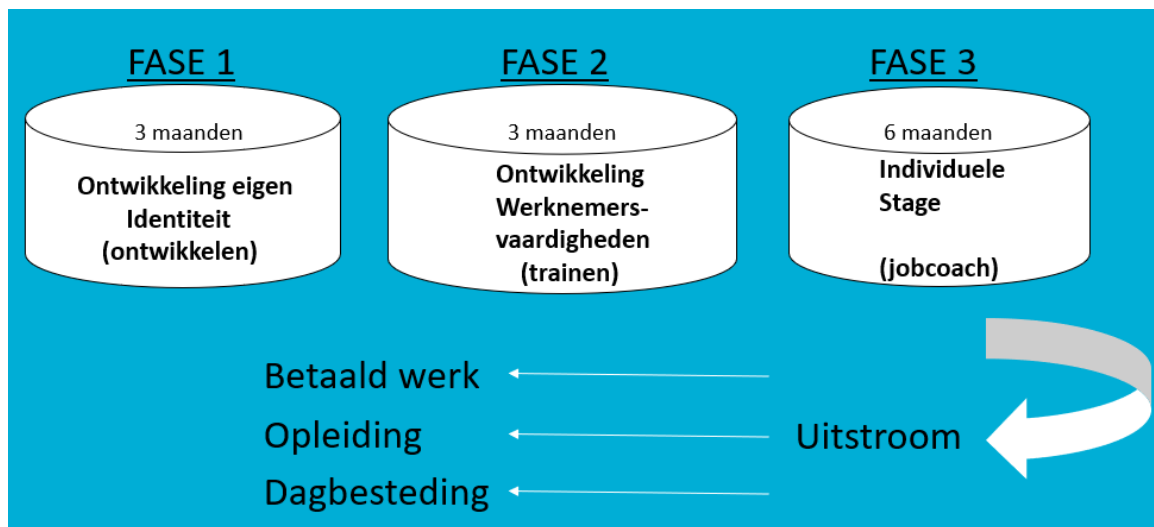 FASE 1
3 maanden
Ontwikkeling eigen
Identiteit
(ontwikkelen)
FASE 2
3 maanden
Ontwikkeling
Werknemers-
vaardigheden
(trainen)
FASE 3
6 maanden
Individuele
Stage
(jobcoach)
Uitstroom
Betaald werk
Opleiding
Dagbesteding